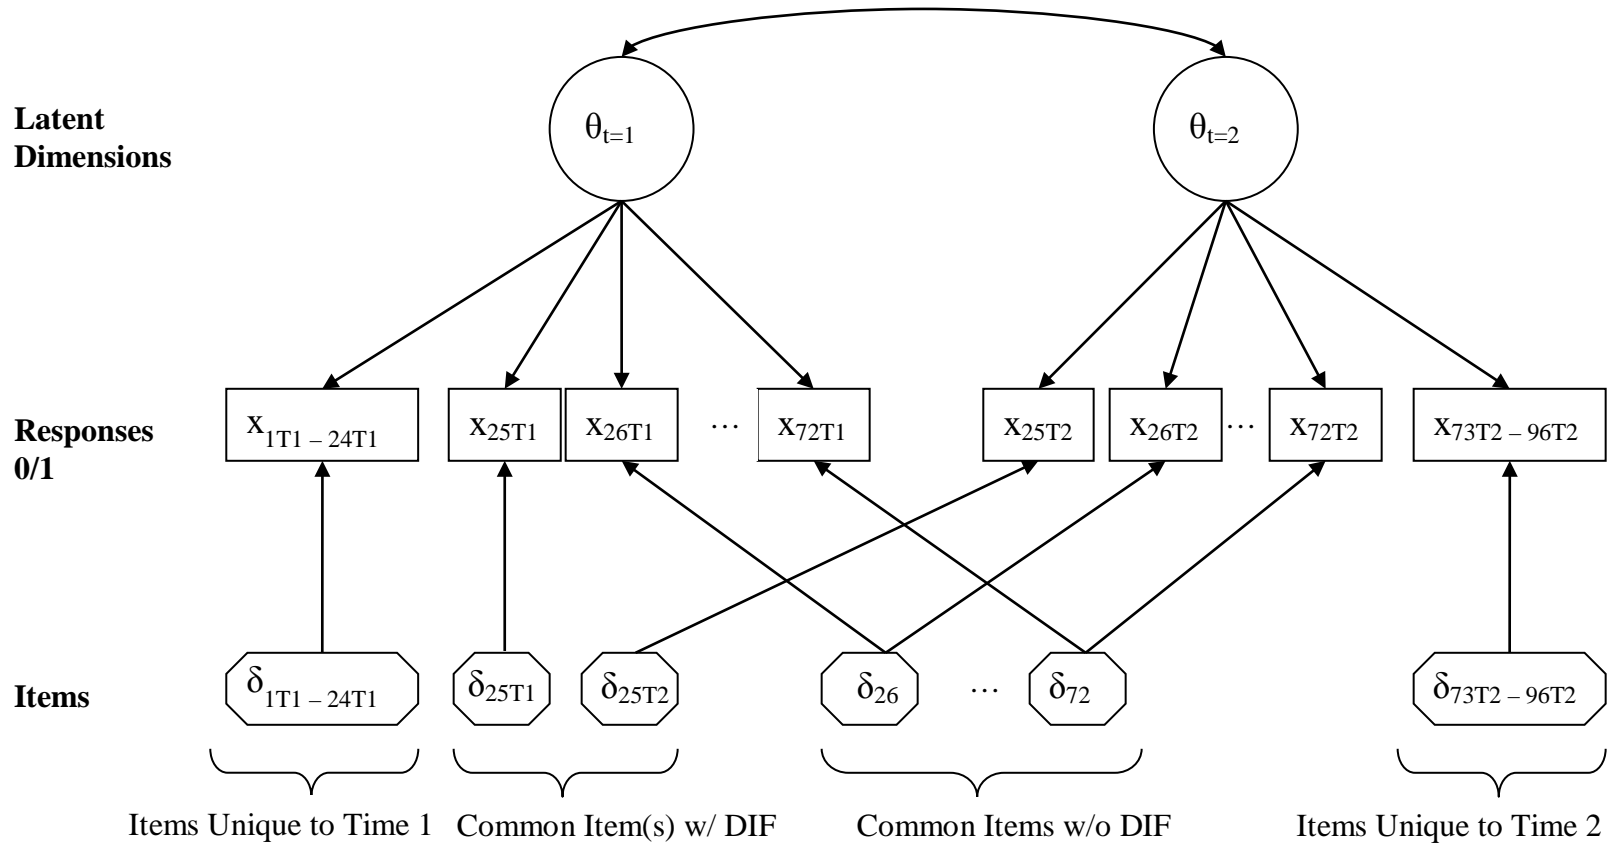 θt=1
θt=2
Latent
Dimensions
Responses
0/1
x1T1 – 24T1
x25T1
x26T1
…
x72T1
x25T2
x26T2
…
x72T2
x73T2 – 96T2
Items
δ1T1 – 24T1
δ25T1
δ25T2
δ26
…
δ72
δ73T2 – 96T2
Items Unique to Time 1
Common Item(s) w/ DIF
Common Items w/o DIF
Items Unique to Time 2